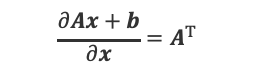 ∂Ax + b
∂x
= Aᵀ